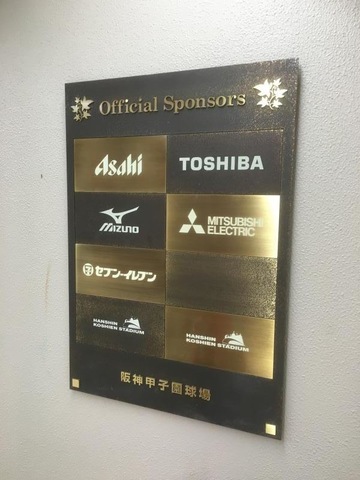 Official Sponsors
Asahi
TOSHIBA
MIZUNO
MITSUBISHI
ELECTRIC
セブン-イレブン
HANSHIN
KOSHIEN STADIUM
HANSHIN
KOSHIEN STADIUM
阪神甲子園球場